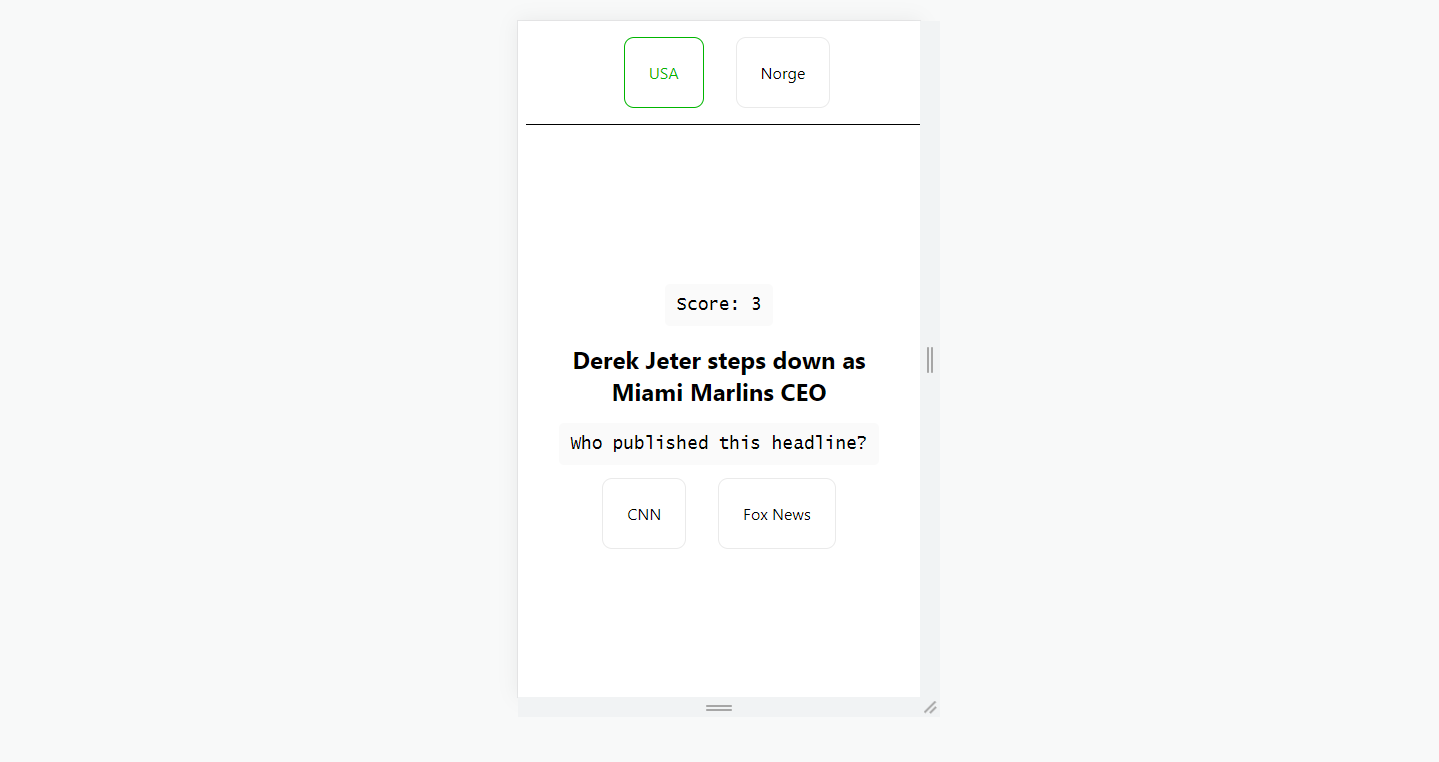 USA Norge
Score: 3
Derek Jeter steps down as
Miami Marlins CEO
Who published this headline?
CNN Fox News